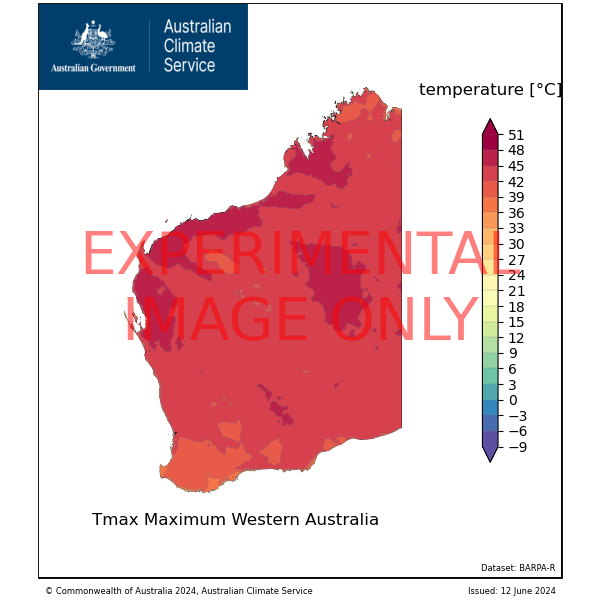 Australian Government
Australian
Climate
Service
temperature [°C]
51
48
45
42
39
36
33
30
27
24
21
18
15
12
9
6
3
0
−3
−6
−9
EXPERIMENTAL
IMAGE ONLY
Tmax Maximum Western Australia
Dataset: BARPA-R
© Commonwealth of Australia 2024, Australian Climate Service
Issued: 12 June 2024